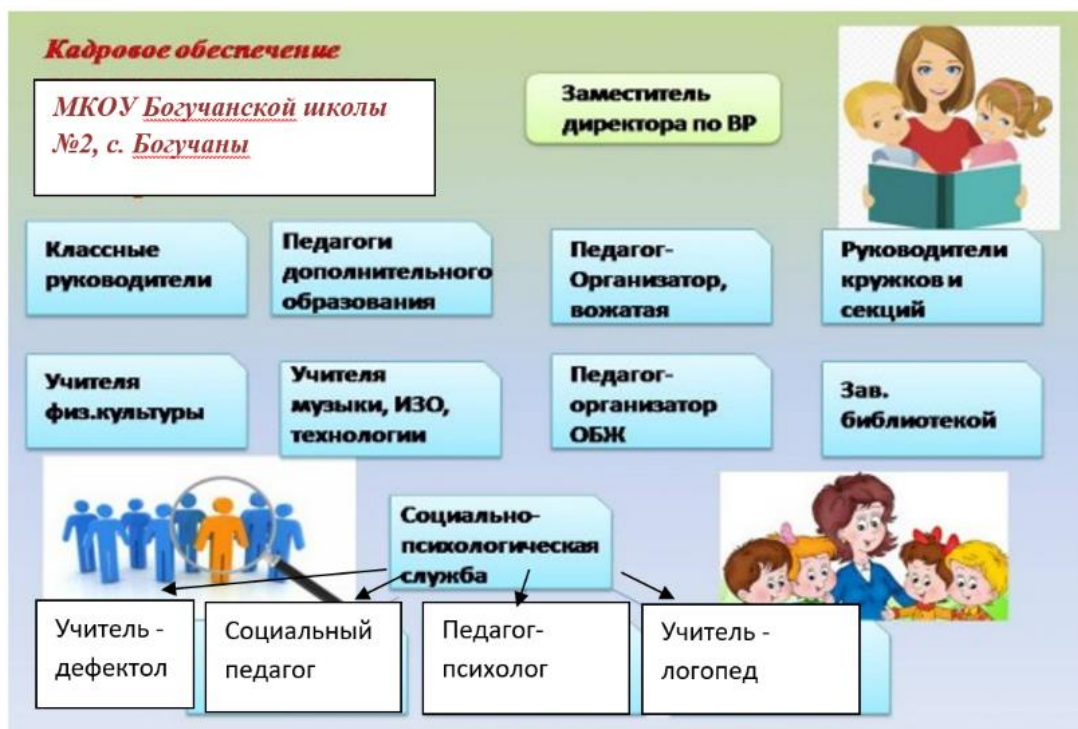 Кадровое обеспечение
МКОУ Богучанской школы
№2, с. Богучаны
Заместитель
директора по ВР
Классные
руководители
Педагоги
дополнительного
образования
Педагог-
Организатор,
вожатая
Руководители
кружков и
секций
Учителя
физ.культуры
Учителя
музыки, ИЗО,
технологии
Педагог-
организатор
ОБЖ
Зав.
библиотекой
Социально-
психологическая
служба
Учитель -
дефектол
Социальный
педагог
Педагог-
психолог
Учитель -
логопед